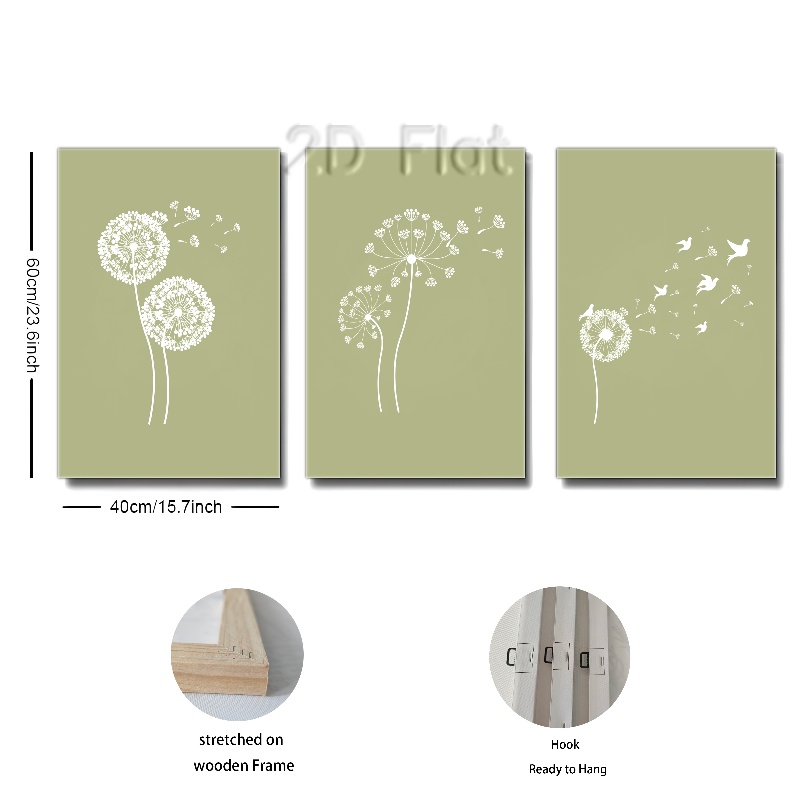 2D Flat
60cm/23.6inch
40cm/15.7inch
stretched on
wooden Frame
Hook
Ready to Hang